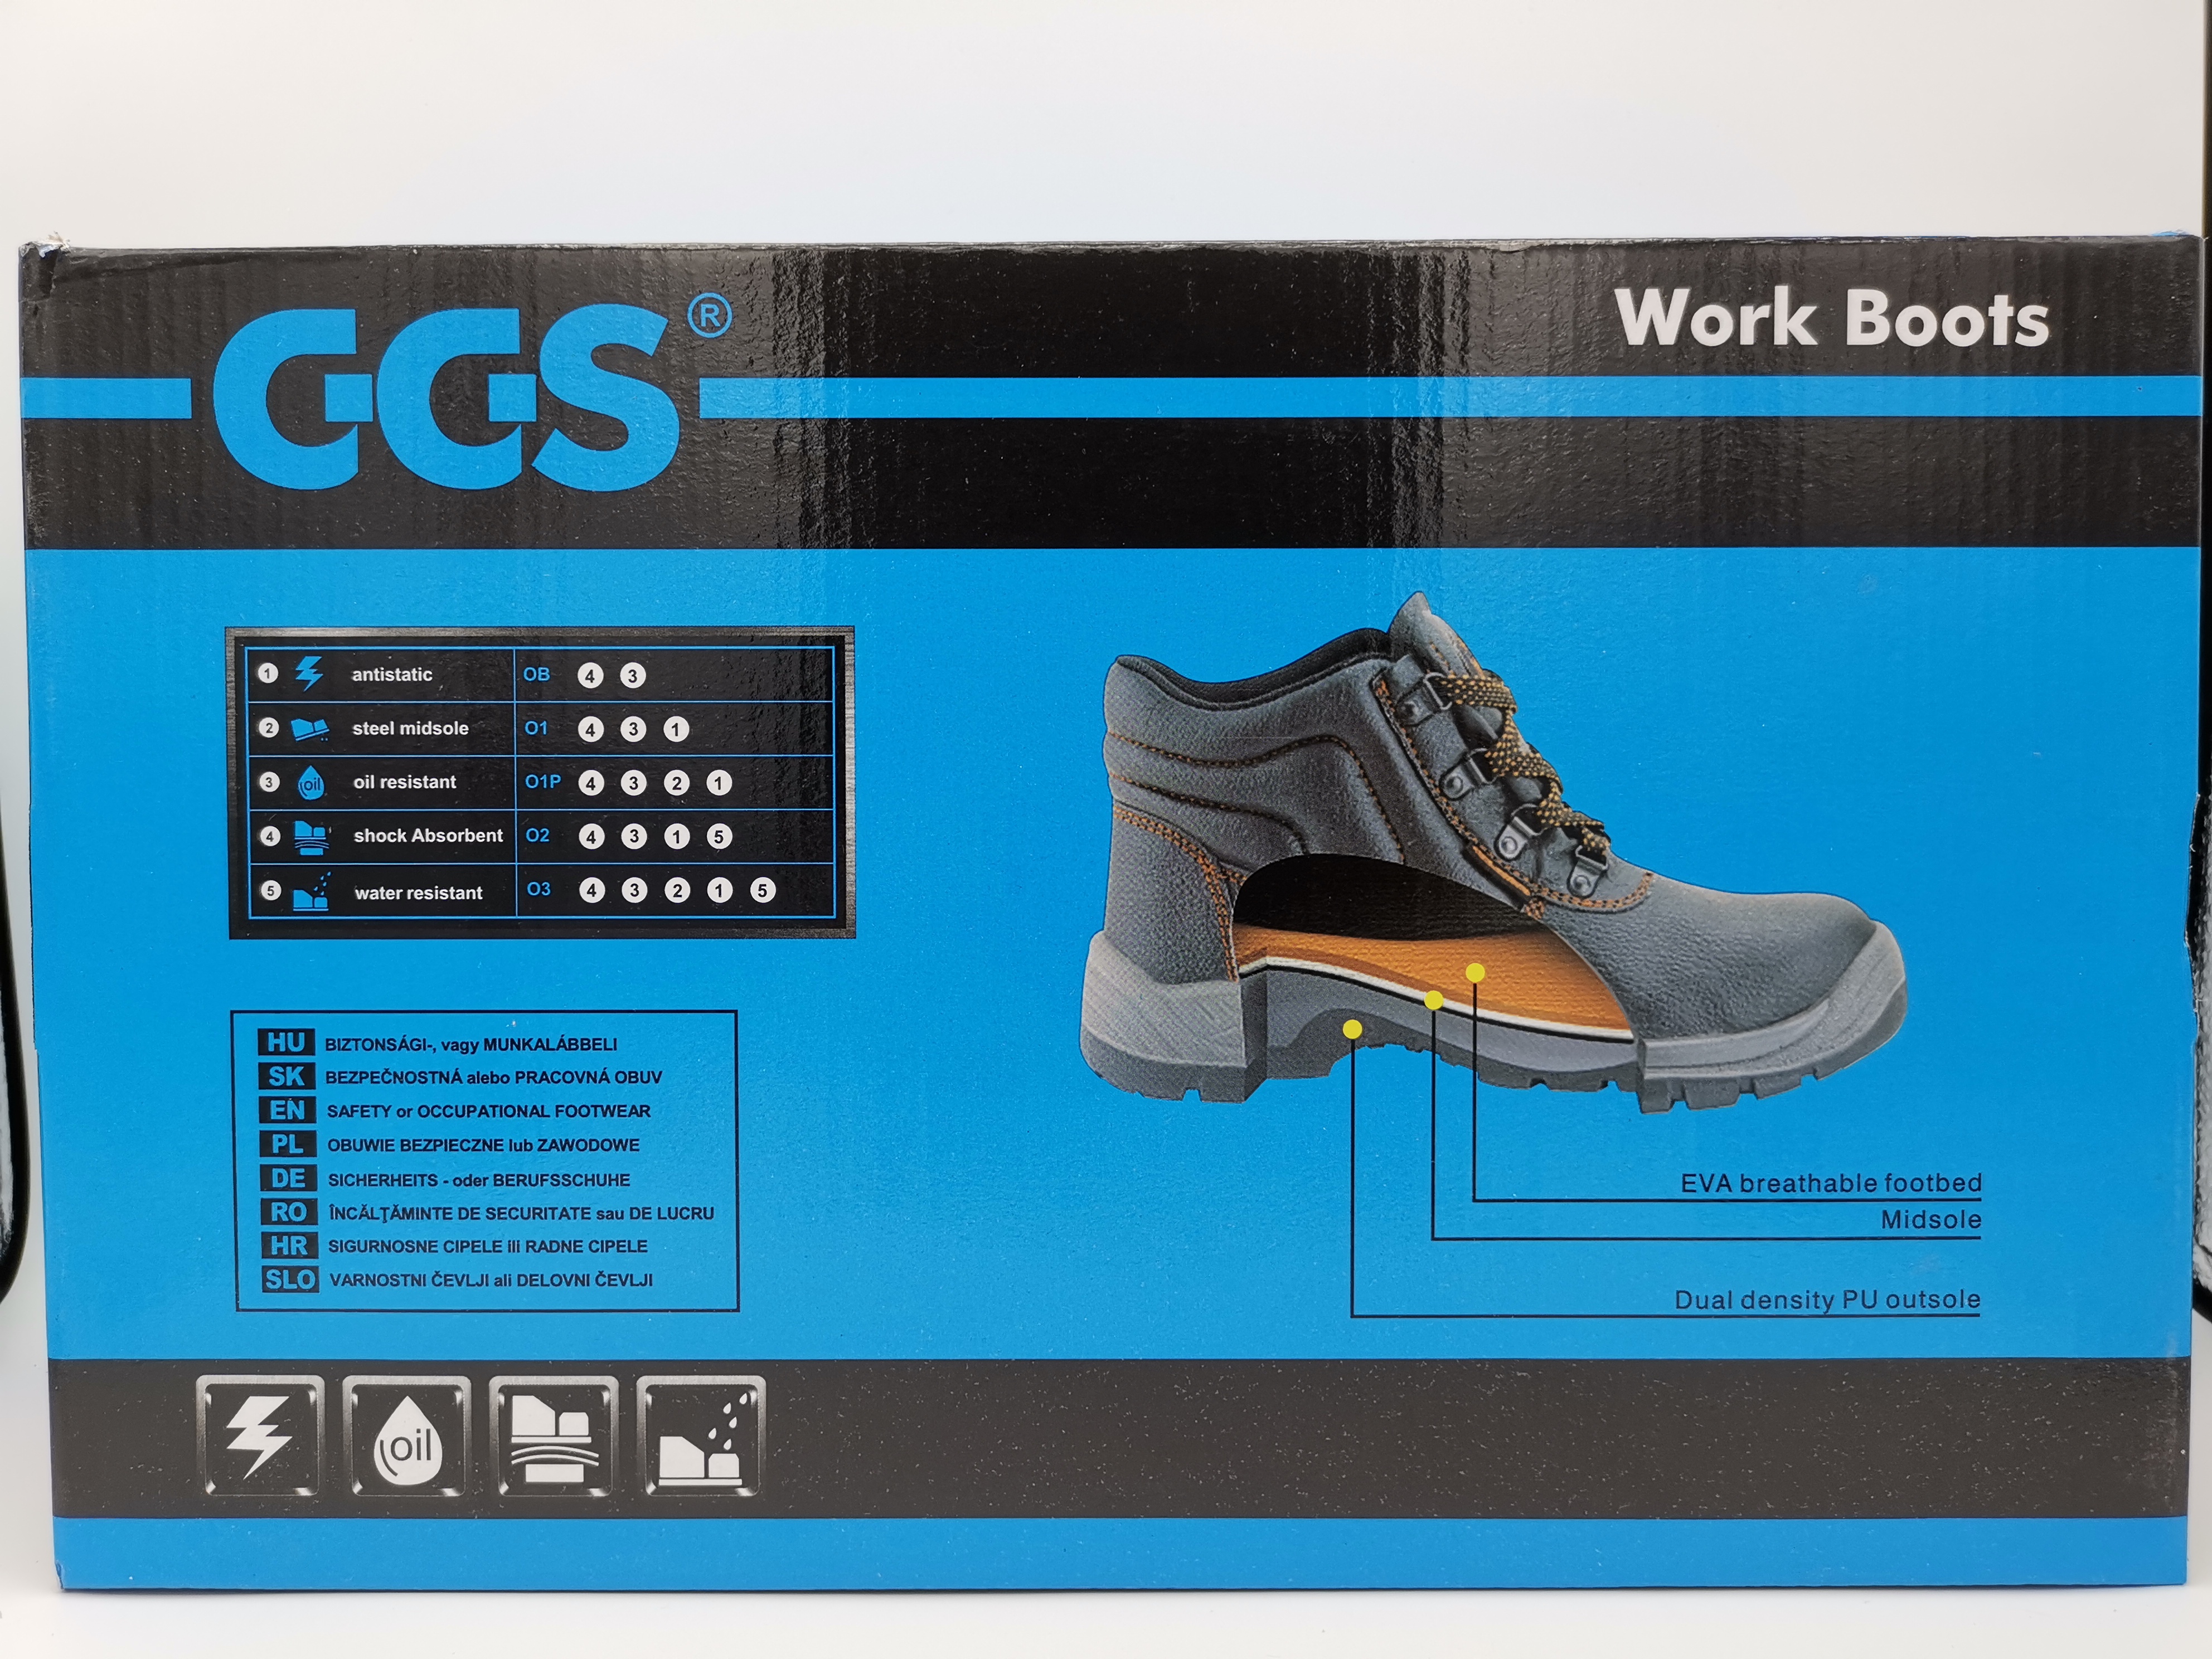 GGS®
Work Boots
1 antistatic OB 4 3
2 steel midsole O1 4 3 1
3 oil oil resistant O1P 4 3 2 1
4 shock Absorbent O2 4 3 1 5
5 water resistant O3 4 3 2 1 5
HU BIZTONSÁGI-, vagy MUNKALÁBBELI
SK BEZPEČNOSTNÁ alebo PRACOVNÁ OBUV
EN SAFETY or OCCUPATIONAL FOOTWEAR
PL OBUWIE BEZPIECZNE lub ZAWODOWE
DE SICHERHEITS - oder BERUFSSCHUHE
RO ÎNCĂLŢĂMINTE DE SECURITATE sau DE LUCRU
HR SIGURNOSNE CIPELE ili RADNE CIPELE
SLO VARNOSTNI ČEVLJI ali DELOVNI ČEVLJI
EVA breathable footbed
Midsole
Dual density PU outsole
oil